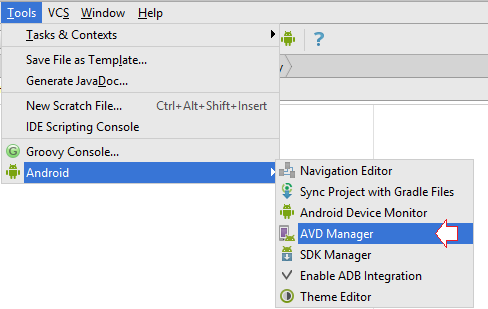 Tools VCS Window Help
Tasks & Contexts
Save File as Template...
Generate JavaDoc...
New Scratch File... Ctrl+Alt+Shift+Insert
IDE Scripting Console
Groovy Console...
Android
Navigation Editor
Sync Project with Gradle Files
Android Device Monitor
AVD Manager
SDK Manager
Enable ADB Integration
Theme Editor